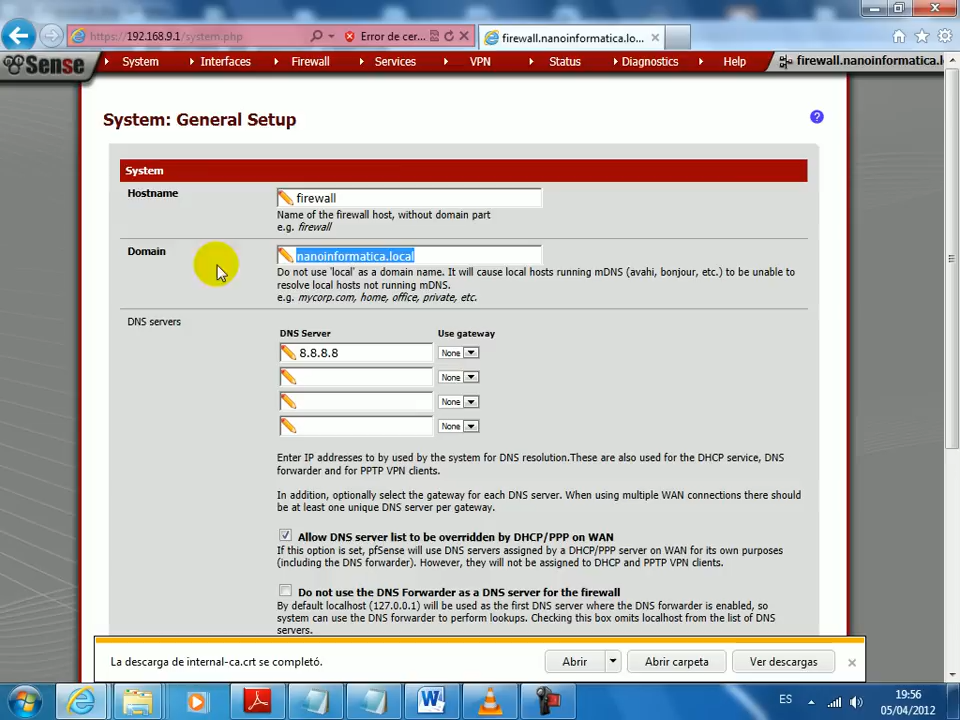 https://192.168.9.1/system.php
Error de cer...
firewall.nanoinformatica.lo...
Sense
System
Interfaces
Firewall
Services
VPN
Status
Diagnostics
Help
firewall.nanoinformatica.l
System: General Setup
?
System
Hostname
firewall
Name of the firewall host, without domain part
e.g. firewall
Domain
nanoinformatica.local
Do not use 'local' as a domain name. It will cause local hosts running mDNS (avahi, bonjour, etc.) to be unable to
resolve local hosts not running mDNS.
e.g. mycorp.com, home, office, private, etc.
DNS servers
DNS Server
Use gateway
8.8.8.8
None
None
None
None
Enter IP addresses to by used by the system for DNS resolution.These are also used for the DHCP service, DNS
forwarder and for PPTP VPN clients.
In addition, optionally select the gateway for each DNS server. When using multiple WAN connections there should
be at least one unique DNS server per gateway.
Allow DNS server list to be overridden by DHCP/PPP on WAN
If this option is set, pfSense will use DNS servers assigned by a DHCP/PPP server on WAN for its own purposes
(including the DNS forwarder). However, they will not be assigned to DHCP and PPTP VPN clients.
Do not use the DNS Forwarder as a DNS server for the firewall
By default localhost (127.0.0.1) will be used as the first DNS server where the DNS forwarder is enabled, so
system can use the DNS forwarder to perform lookups. Checking this box omits localhost from the list of DNS
servers.
La descarga de internal-ca.crt se completó.
Abrir
Abrir carpeta
Ver descargas
ES
19:56
05/04/2012